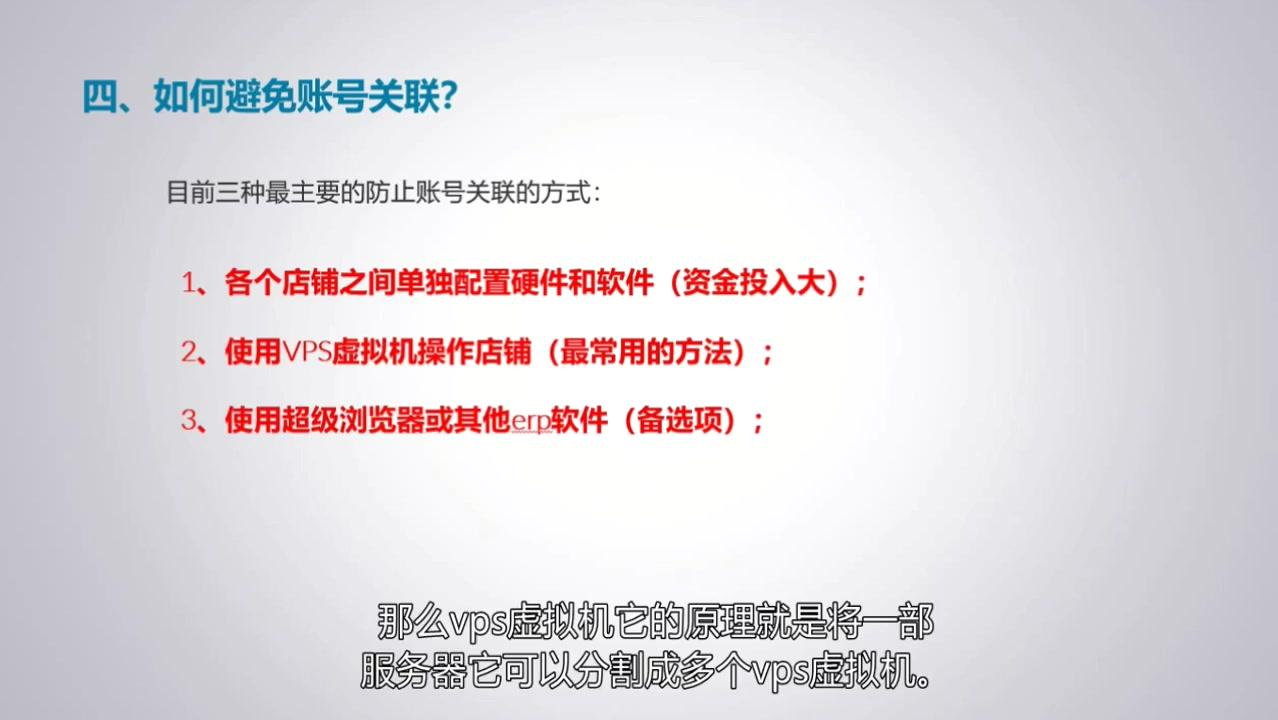 四、如何避免账号关联？
目前三种最主要的防止账号关联的方式：
1、各个店铺之间单独配置硬件和软件（资金投入大）；
2、使用VPS虚拟机操作店铺（最常用的方法）；
3、使用超级浏览器或其他erp软件（备选项）；
那么vps虚拟机它的原理就是将一部
服务器它可以分割成多个vps虚拟机。